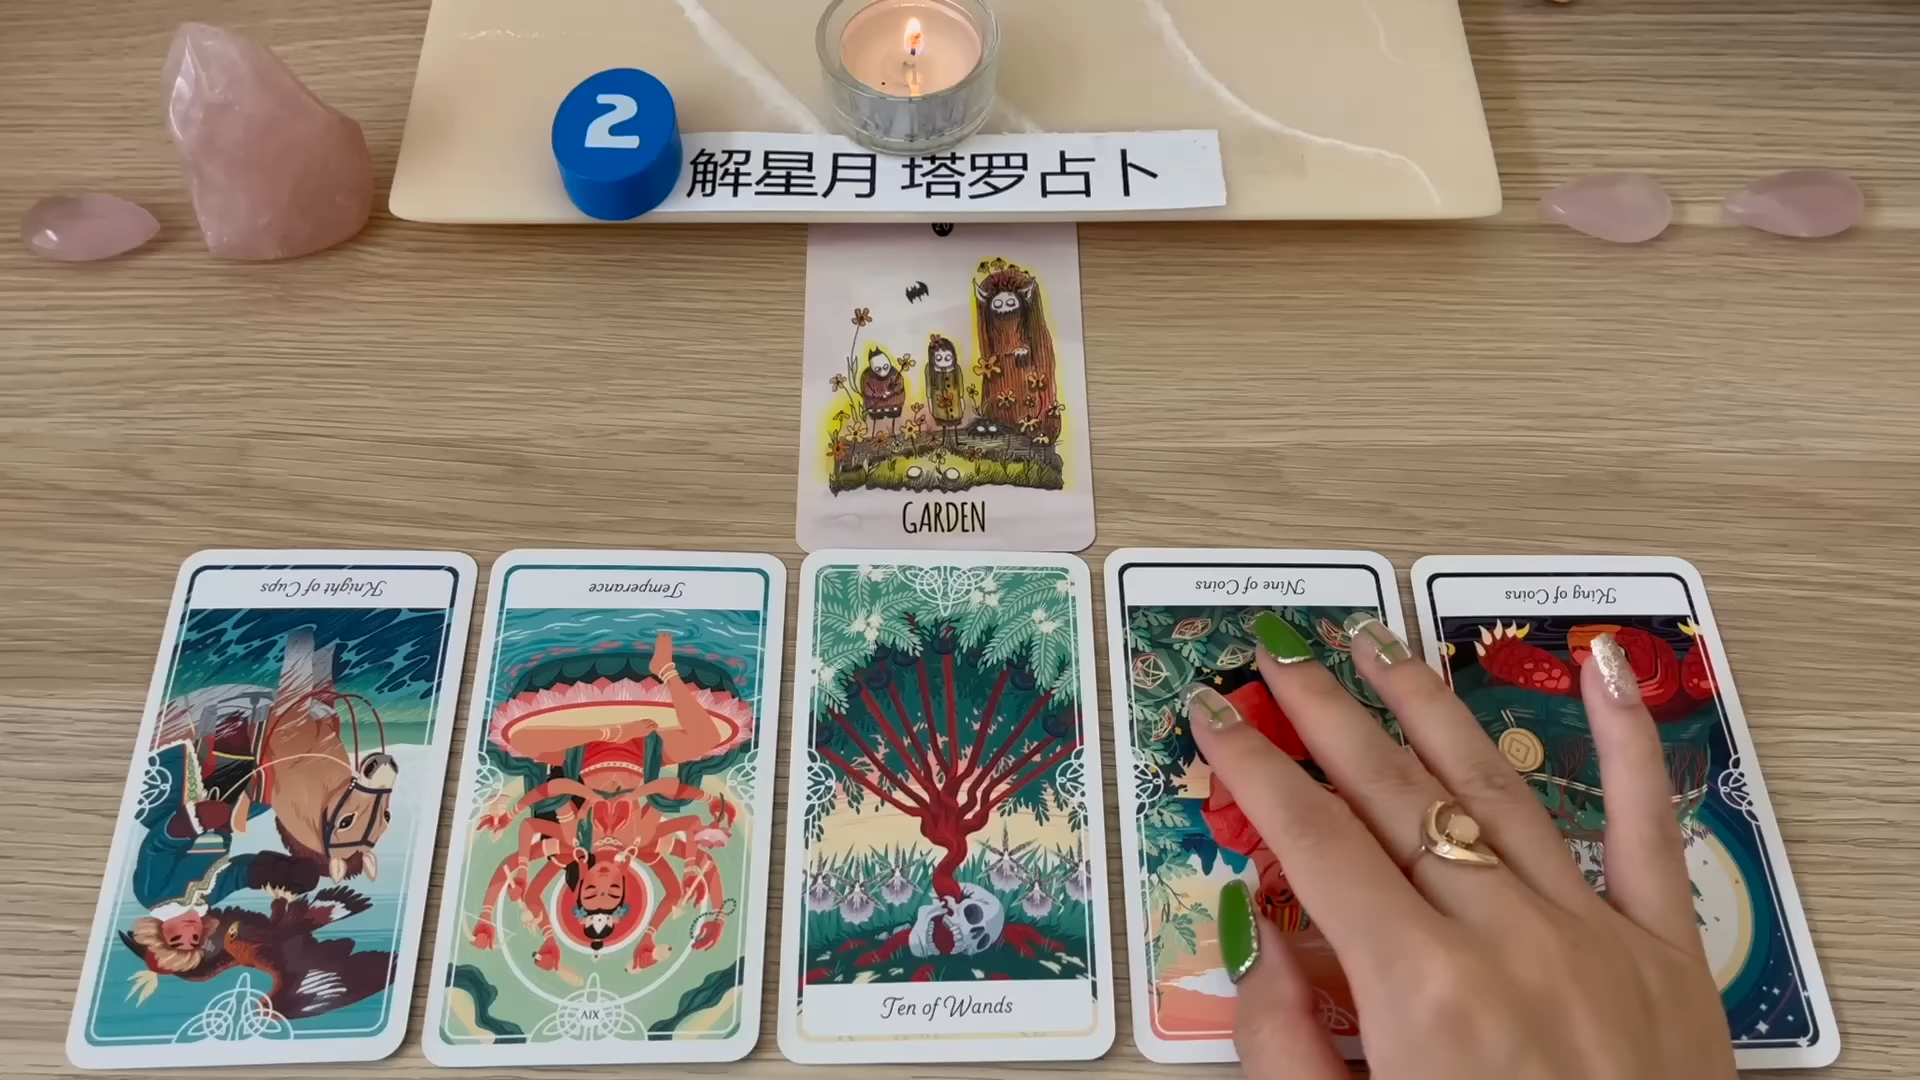 2
解星月 塔罗占卜
20
GARDEN
Knight of Cups
Temperance
Nine of Coins
King of Coins
XIV
Ten of Wands